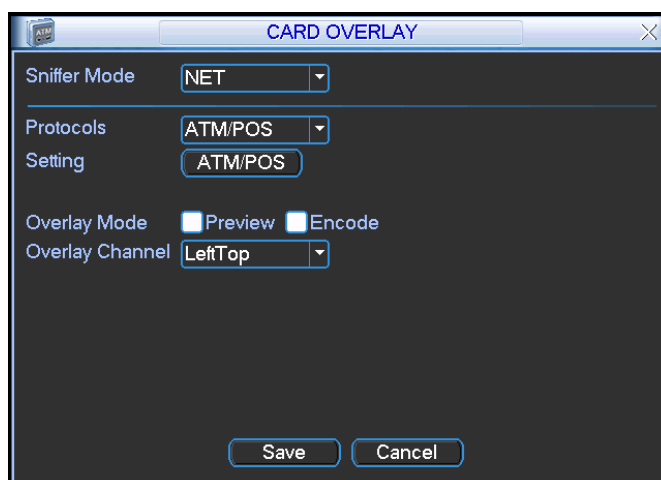 ATM
CARD OVERLAY
Sniffer Mode NET
Protocols ATM/POS
Setting ATM/POS
Overlay Mode Preview Encode
Overlay Channel LeftTop
Save Cancel